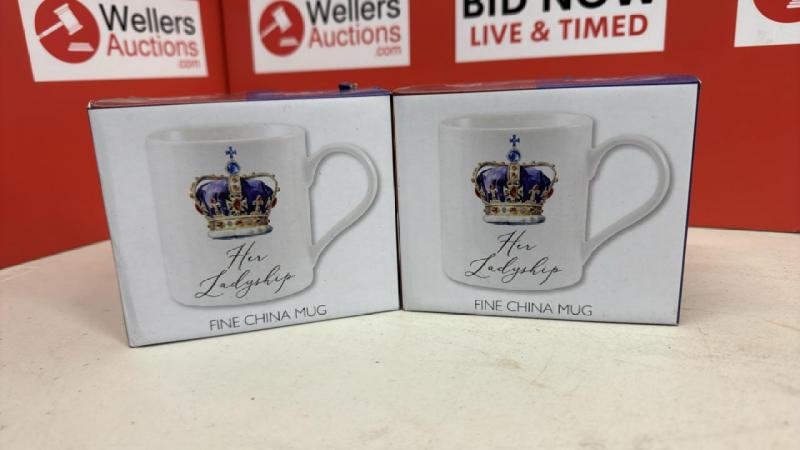 Wellers
Auctions
.com
Wellers
Auctions
.com
BID NOW
LIVE & TIMED
Her
Ladyship
FINE CHINA MUG
Her
Ladyship
FINE CHINA MUG